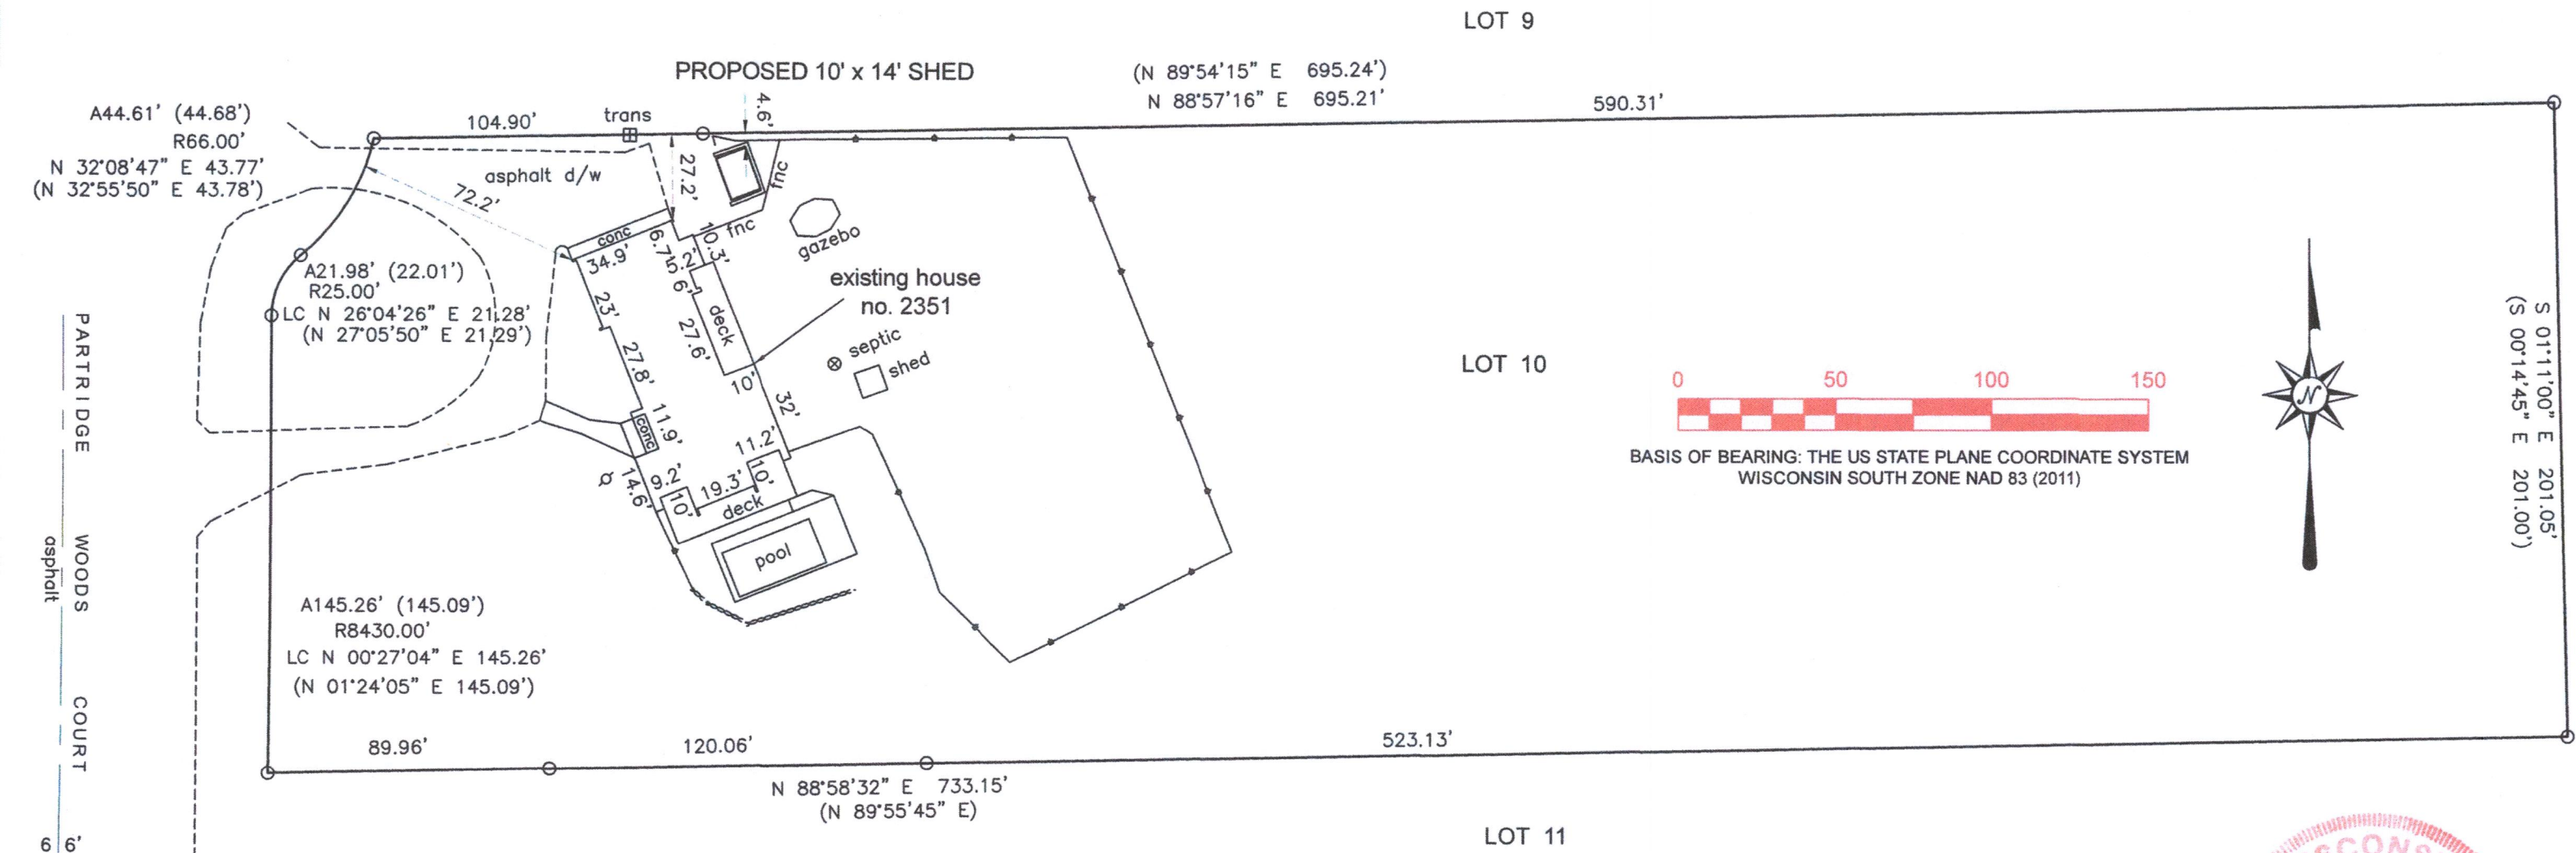 LOT 9
PROPOSED 10' x 14' SHED
(N 89°54'15" E 695.24')
N 88°57'16" E 695.21'
590.31'
A44.61' (44.68')
R66.00'
N 32°08'47" E 43.77'
(N 32°55'50" E 43.78')
104.90'
trans
4.6'
asphalt d/w
27.2'
fnc
72.2'
conc
34.9'
6.7'
5.2'
10.3'
fnc
gazebo
6'
A21.98' (22.01')
R25.00'
LC N 26°04'26" E 21.28'
(N 27°05'50" E 21.29')
23'
deck
27.6'
existing house
no. 2351
septic
shed
27.8'
10'
32'
11.9'
conc
11.2'
10'
9.2'
19.3'
14.6'
10'
deck
pool
LOT 10
0 50 100 150
BASIS OF BEARING: THE US STATE PLANE COORDINATE SYSTEM
WISCONSIN SOUTH ZONE NAD 83 (2011)
N
S 01°11'00" E 201.05'
(S 00°14'45" E 201.00')
PARTRIDGE WOODS COURT
asphalt
A145.26' (145.09')
R8430.00'
LC N 00°27'04" E 145.26'
(N 01°24'05" E 145.09')
89.96'
120.06'
523.13'
N 88°58'32" E 733.15'
(N 89°55'45" E)
66'
LOT 11
SCONS